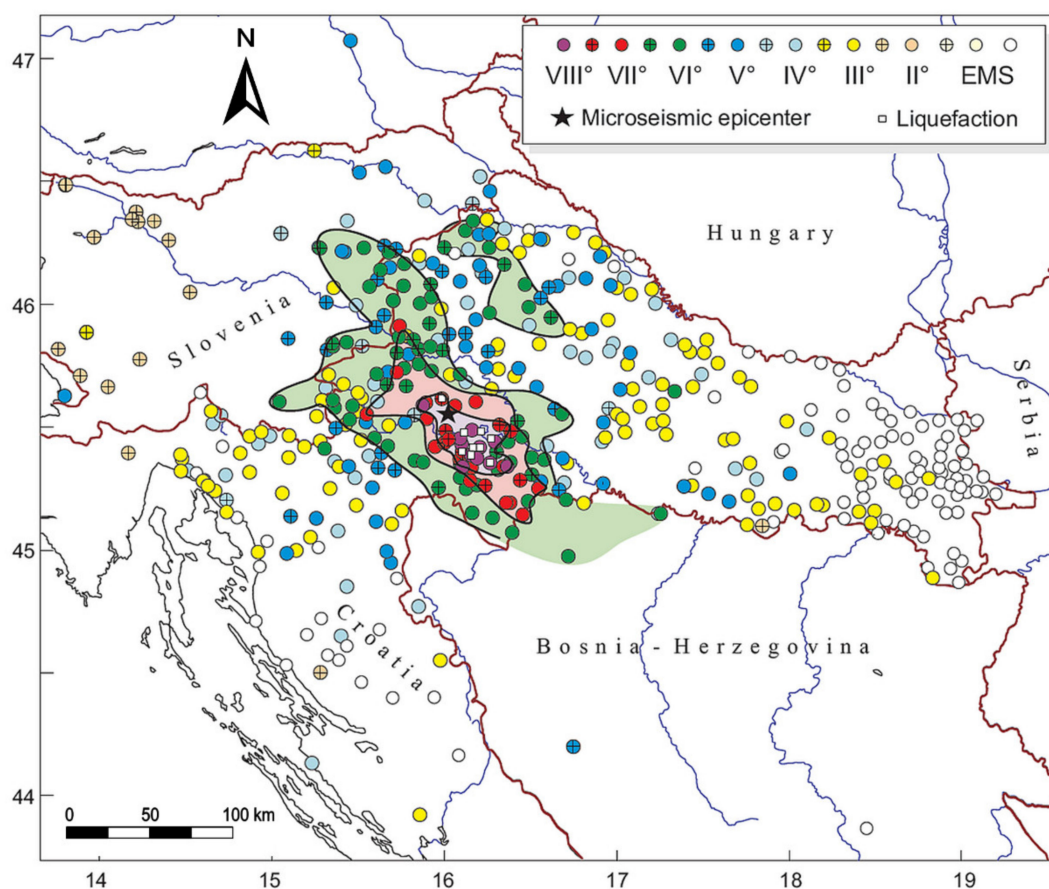 47
46
45
44
N
VIII° VII° VI° V° IV° III° II° EMS
Microseismic epicenter Liquefaction
Hungary
Slovenia
Serbia
Croatia
Bosnia - Herzegovina
0 50 100 km
14 15 16 17 18 19